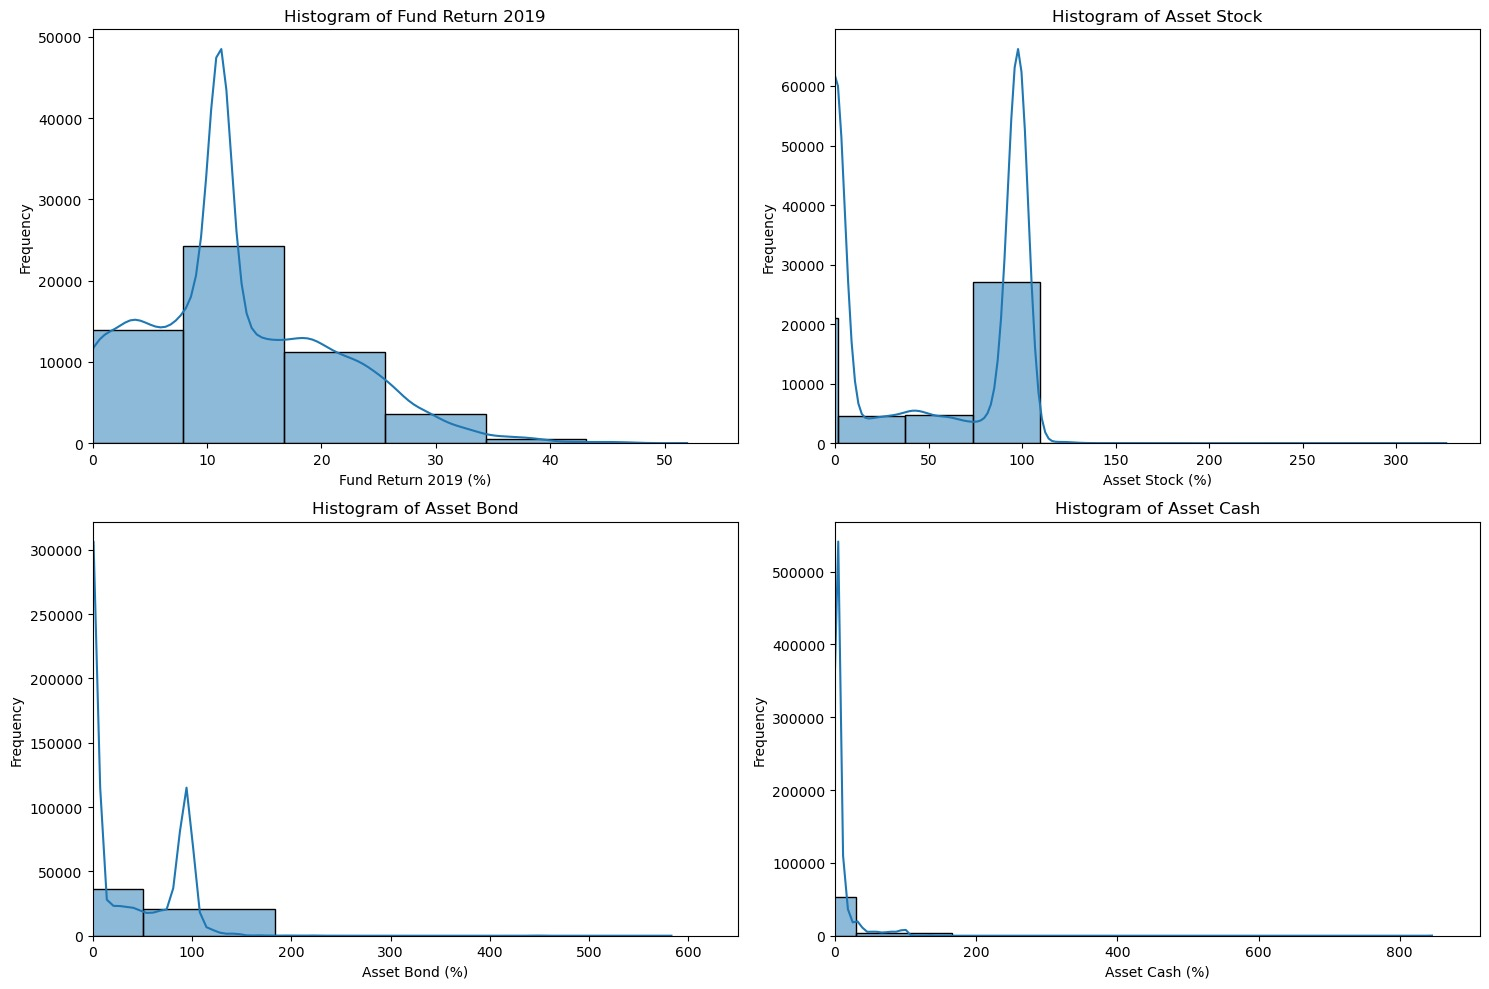 Histogram of Fund Return 2019
50000
40000
30000
20000
10000
0
Frequency
0 10 20 30 40 50
Fund Return 2019 (%)
Histogram of Asset Stock
60000
50000
40000
30000
20000
10000
0
Frequency
0 50 100 150 200 250 300
Asset Stock (%)
Histogram of Asset Bond
300000
250000
200000
150000
100000
50000
0
Frequency
0 100 200 300 400 500 600
Asset Bond (%)
Histogram of Asset Cash
500000
400000
300000
200000
100000
0
Frequency
0 200 400 600 800
Asset Cash (%)